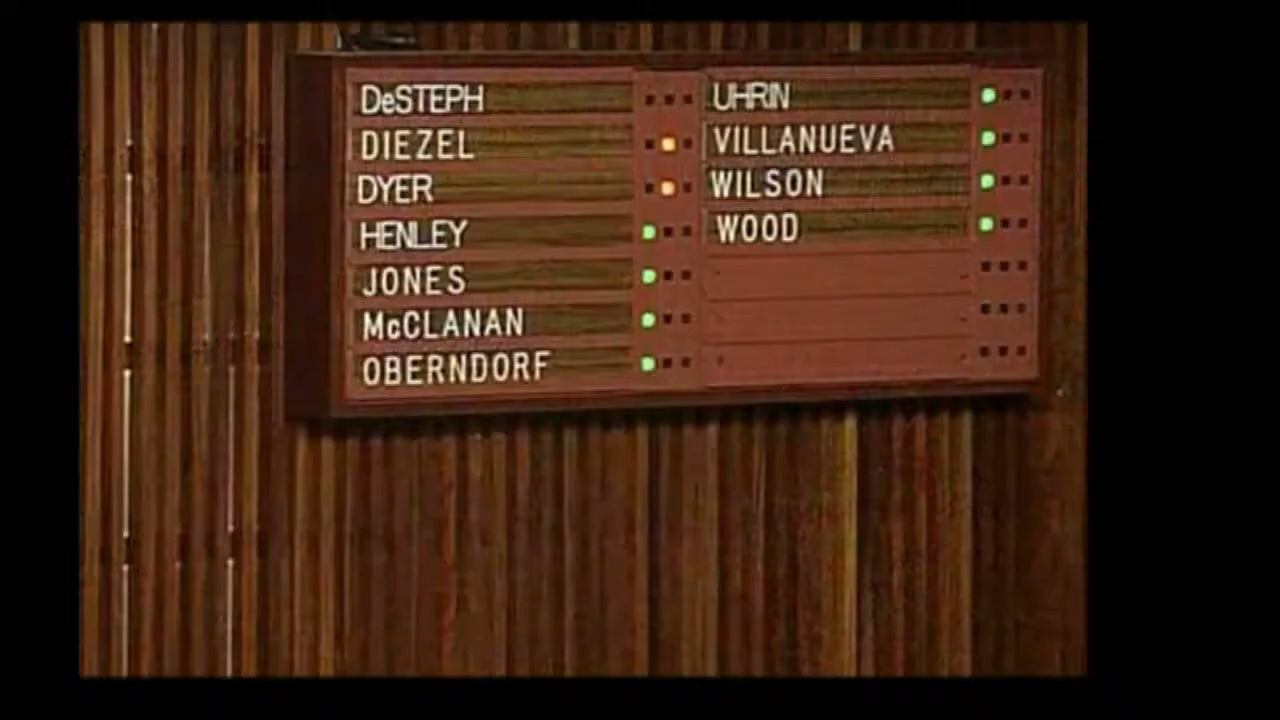 DeSTEPH
DIEZEL
DYER
HENLEY
JONES
McCLANAN
OBERNDORF
UHRIN
VILLANUEVA
WILSON
WOOD